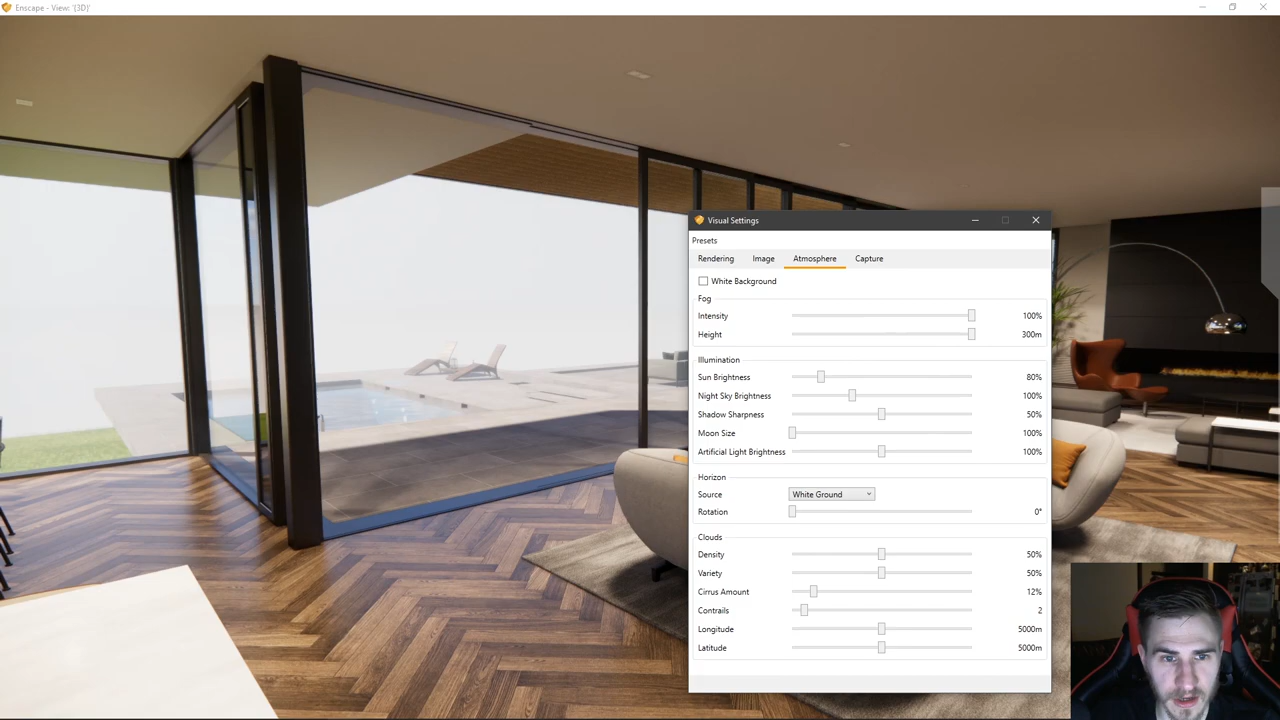 Enscape - View: '{3D}'
Visual Settings
Presets
Rendering Image Atmosphere Capture
White Background
Fog
Intensity 100%
Height 300m
Illumination
Sun Brightness 80%
Night Sky Brightness 100%
Shadow Sharpness 50%
Moon Size 100%
Artificial Light Brightness 100%
Horizon
Source White Ground
Rotation 0°
Clouds
Density 50%
Variety 50%
Cirrus Amount 12%
Contrails 2
Longitude 5000m
Latitude 5000m